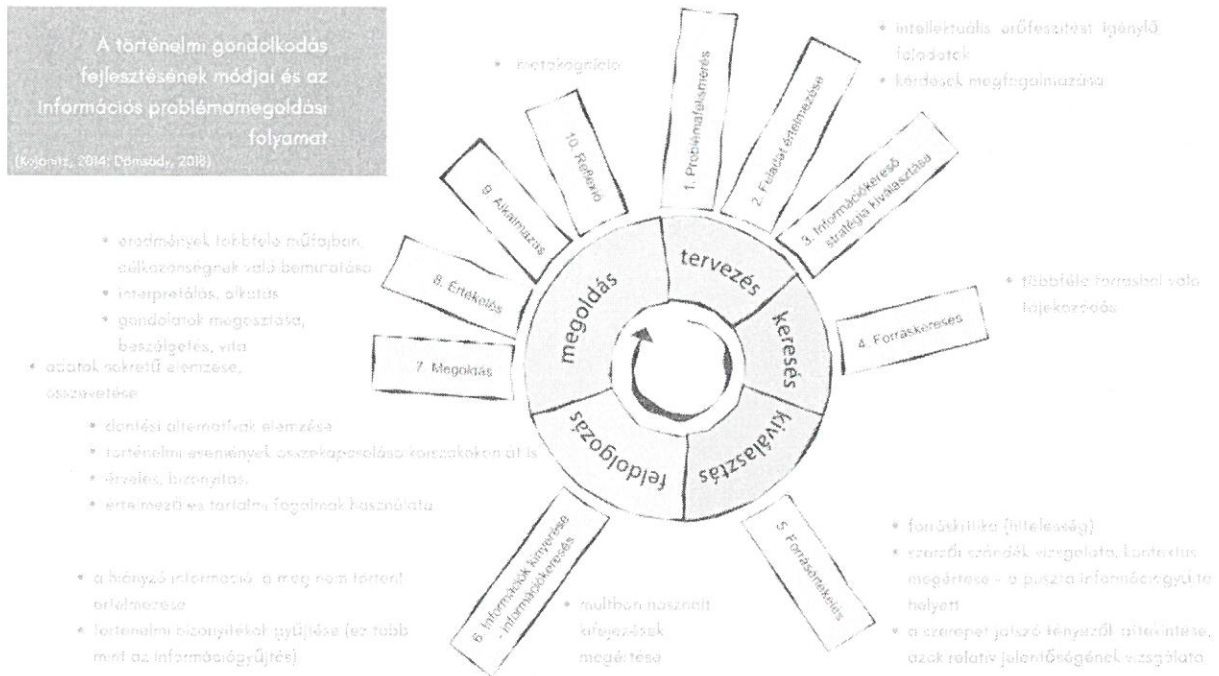 A történelmi gondolkodás
fejlesztésének módjai és az
Információs problémamegoldási
folyamat
(Kojanitz, 2014; Dömsödy, 2018)
• metakogníció
• intellektuális erőfeszítést igénylő
feladatok
• kérdések megfogalmazása
1. Problémafelismerés
2. Feladat értelmezése
3. Információkereső
stratégia kiválasztása
4. Forráskeresés
5. Forrásértékelés
6. Információk kinyerése
- Információkeresés
7. Megoldás
8. Értékelés
9. Alkalmazás
10. Reflexió
tervezés
keresés
kiválasztás
feldolgozás
megoldás
• többféle forrásból való
tájékozódás
• eredmények többféle műfajban,
célközönségnek való bemutatása
• interpretálás, alkotás
• gondolatok megosztása,
beszélgetés, vita
• adatok sokrétű elemzése,
összevetése
• döntési alternatívák elemzése
• történelmi események összekapcsolása korszakokon át is
• érvelés, bizonyítás,
• értelmező és tartalmi fogalmak használata
• a hiányzó információ, a meg nem történt
értelmezése
• történelmi bizonyítékok gyűjtése (ez több
mint az információgyűjtés)
• múltban használt
kifejezések
megértése
• forráskritika (hitelesség)
• szerzői szándék vizsgálata, kontextus
megértése - a puszta információgyűjtés
helyett
• a szerepet játszó tényezők áttekintése,
azok relatív jelentőségének vizsgálata